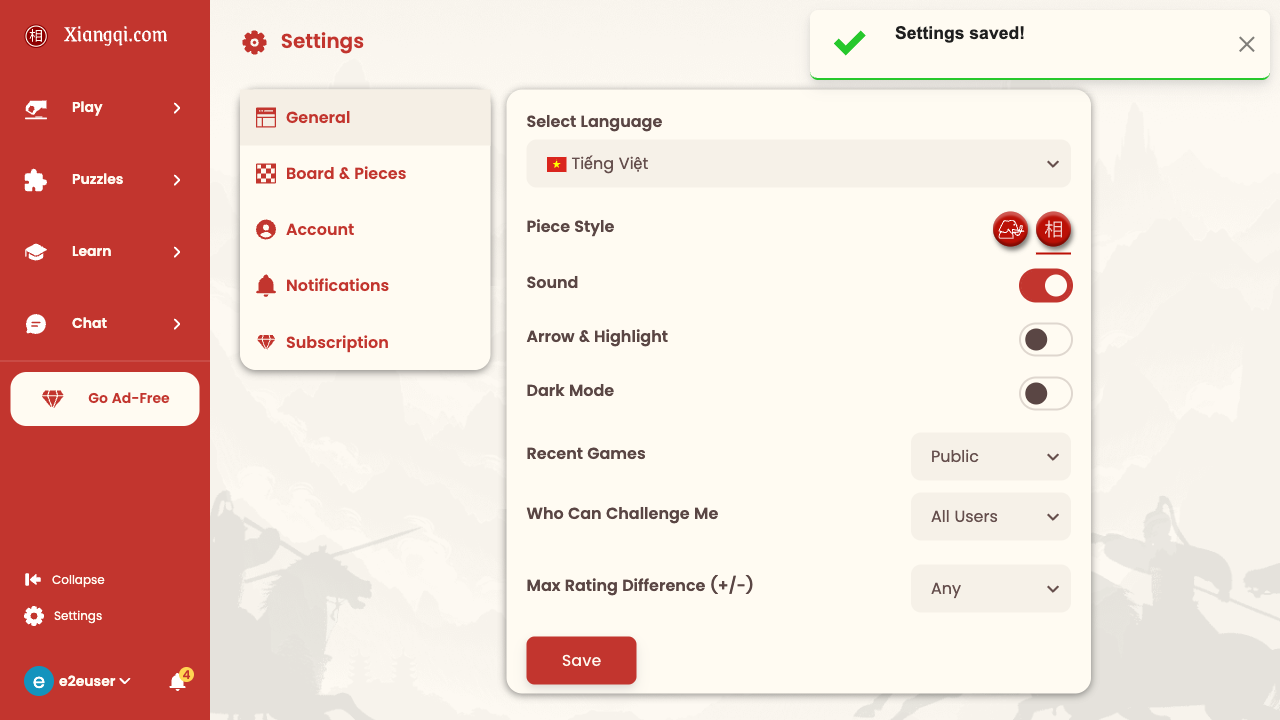 相 Xiangqi.com
Play
Puzzles
Learn
Chat
Go Ad-Free
Collapse
Settings
e e2euser
4
Settings
Settings saved!
General
Board & Pieces
Account
Notifications
Subscription
Select Language
Tiếng Việt
Piece Style
相
Sound
Arrow & Highlight
Dark Mode
Recent Games
Public
Who Can Challenge Me
All Users
Max Rating Difference (+/-)
Any
Save